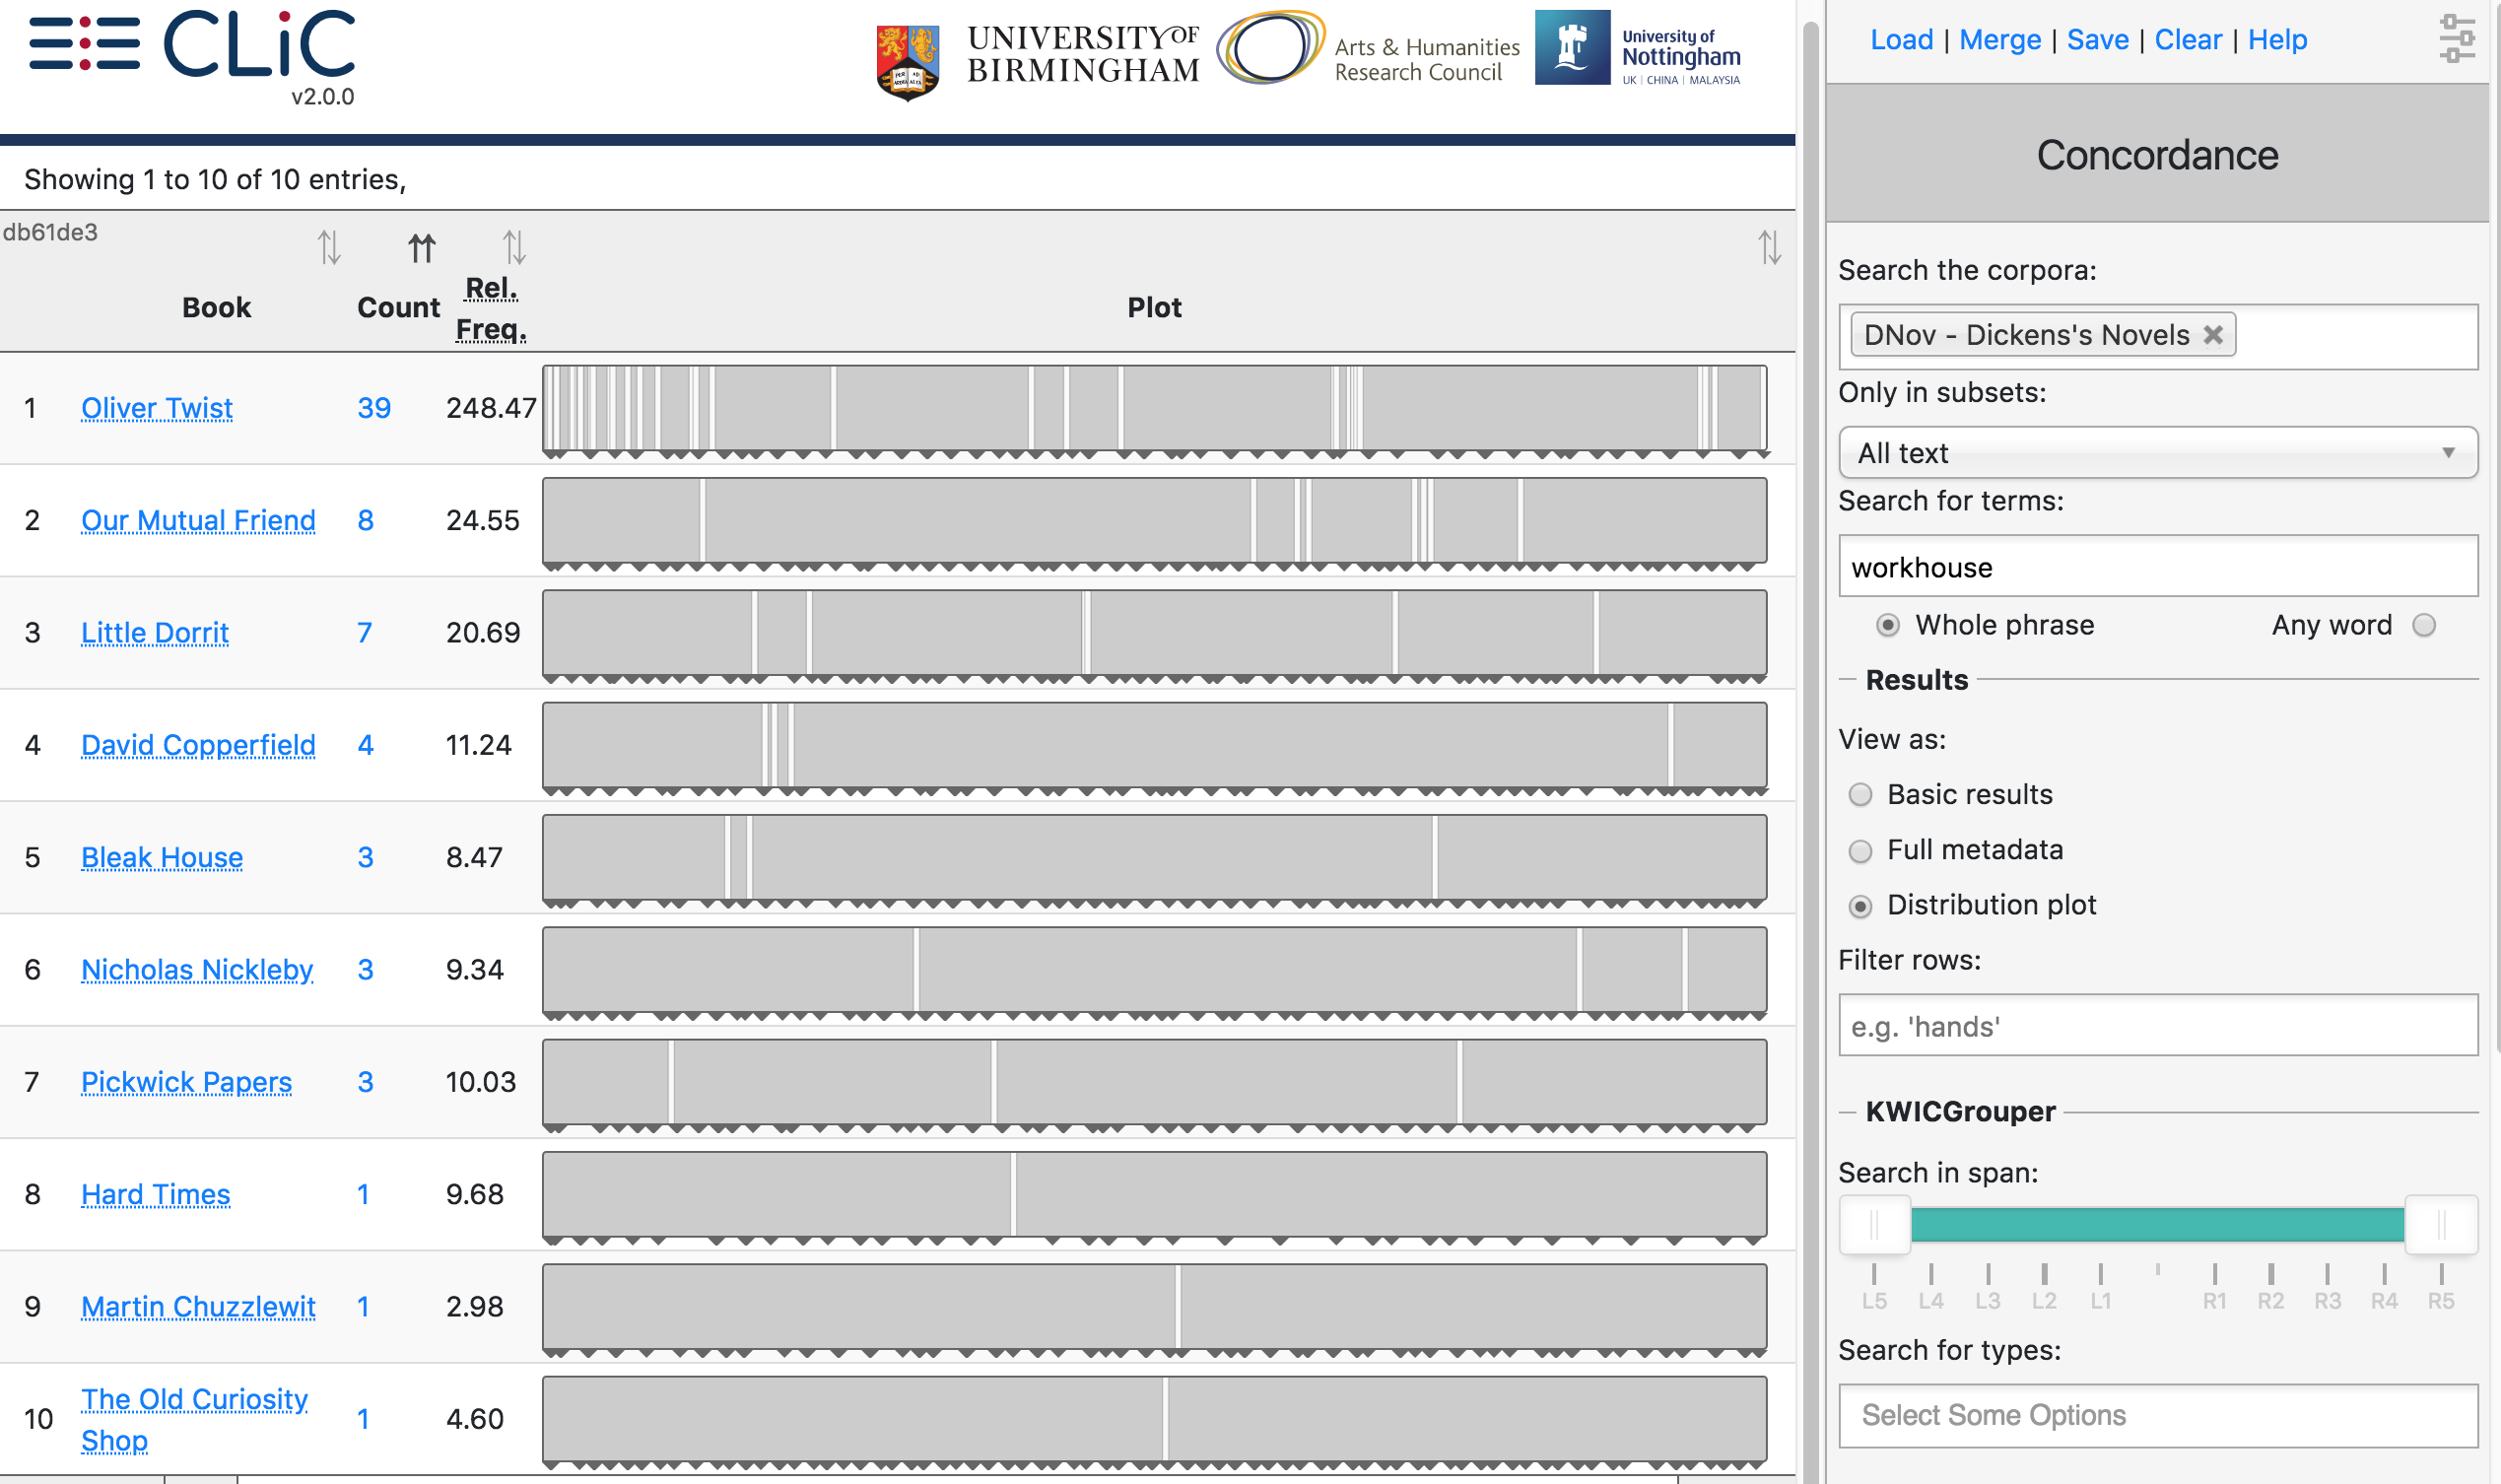 CLiC
v2.0.0
UNIVERSITY OF
BIRMINGHAM
Arts & Humanities
Research Council
University of
Nottingham
UK | CHINA | MALAYSIA
Showing 1 to 10 of 10 entries,
db61de3
Book Count Rel. Freq. Plot
1 Oliver Twist 39 248.47
2 Our Mutual Friend 8 24.55
3 Little Dorrit 7 20.69
4 David Copperfield 4 11.24
5 Bleak House 3 8.47
6 Nicholas Nickleby 3 9.34
7 Pickwick Papers 3 10.03
8 Hard Times 1 9.68
9 Martin Chuzzlewit 1 2.98
10 The Old Curiosity Shop 1 4.60
Load | Merge | Save | Clear | Help
Concordance
Search the corpora:
DNov - Dickens's Novels
Only in subsets:
All text
Search for terms:
workhouse
Whole phrase Any word
Results
View as:
Basic results
Full metadata
Distribution plot
Filter rows:
e.g. 'hands'
KWICGrouper
Search in span:
L5 L4 L3 L2 L1 R1 R2 R3 R4 R5
Search for types:
Select Some Options